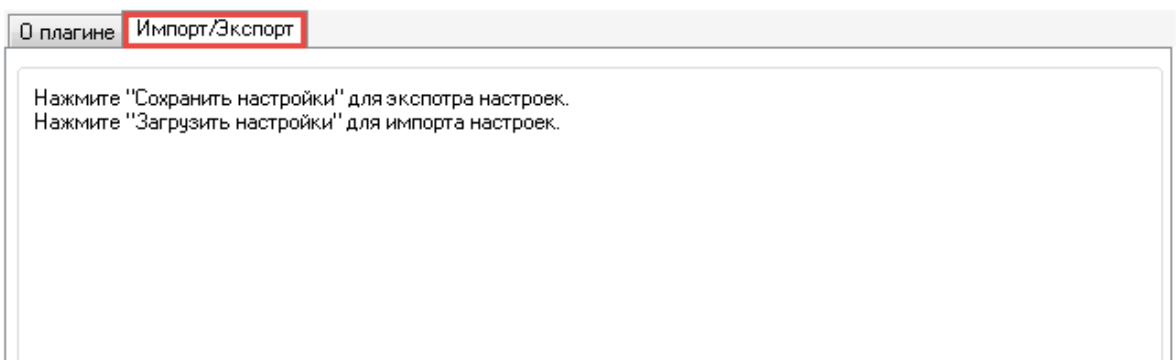 О плагине Импорт/Экспорт
Нажмите "Сохранить настройки" для экспотра настроек.
Нажмите "Загрузить настройки" для импорта настроек.